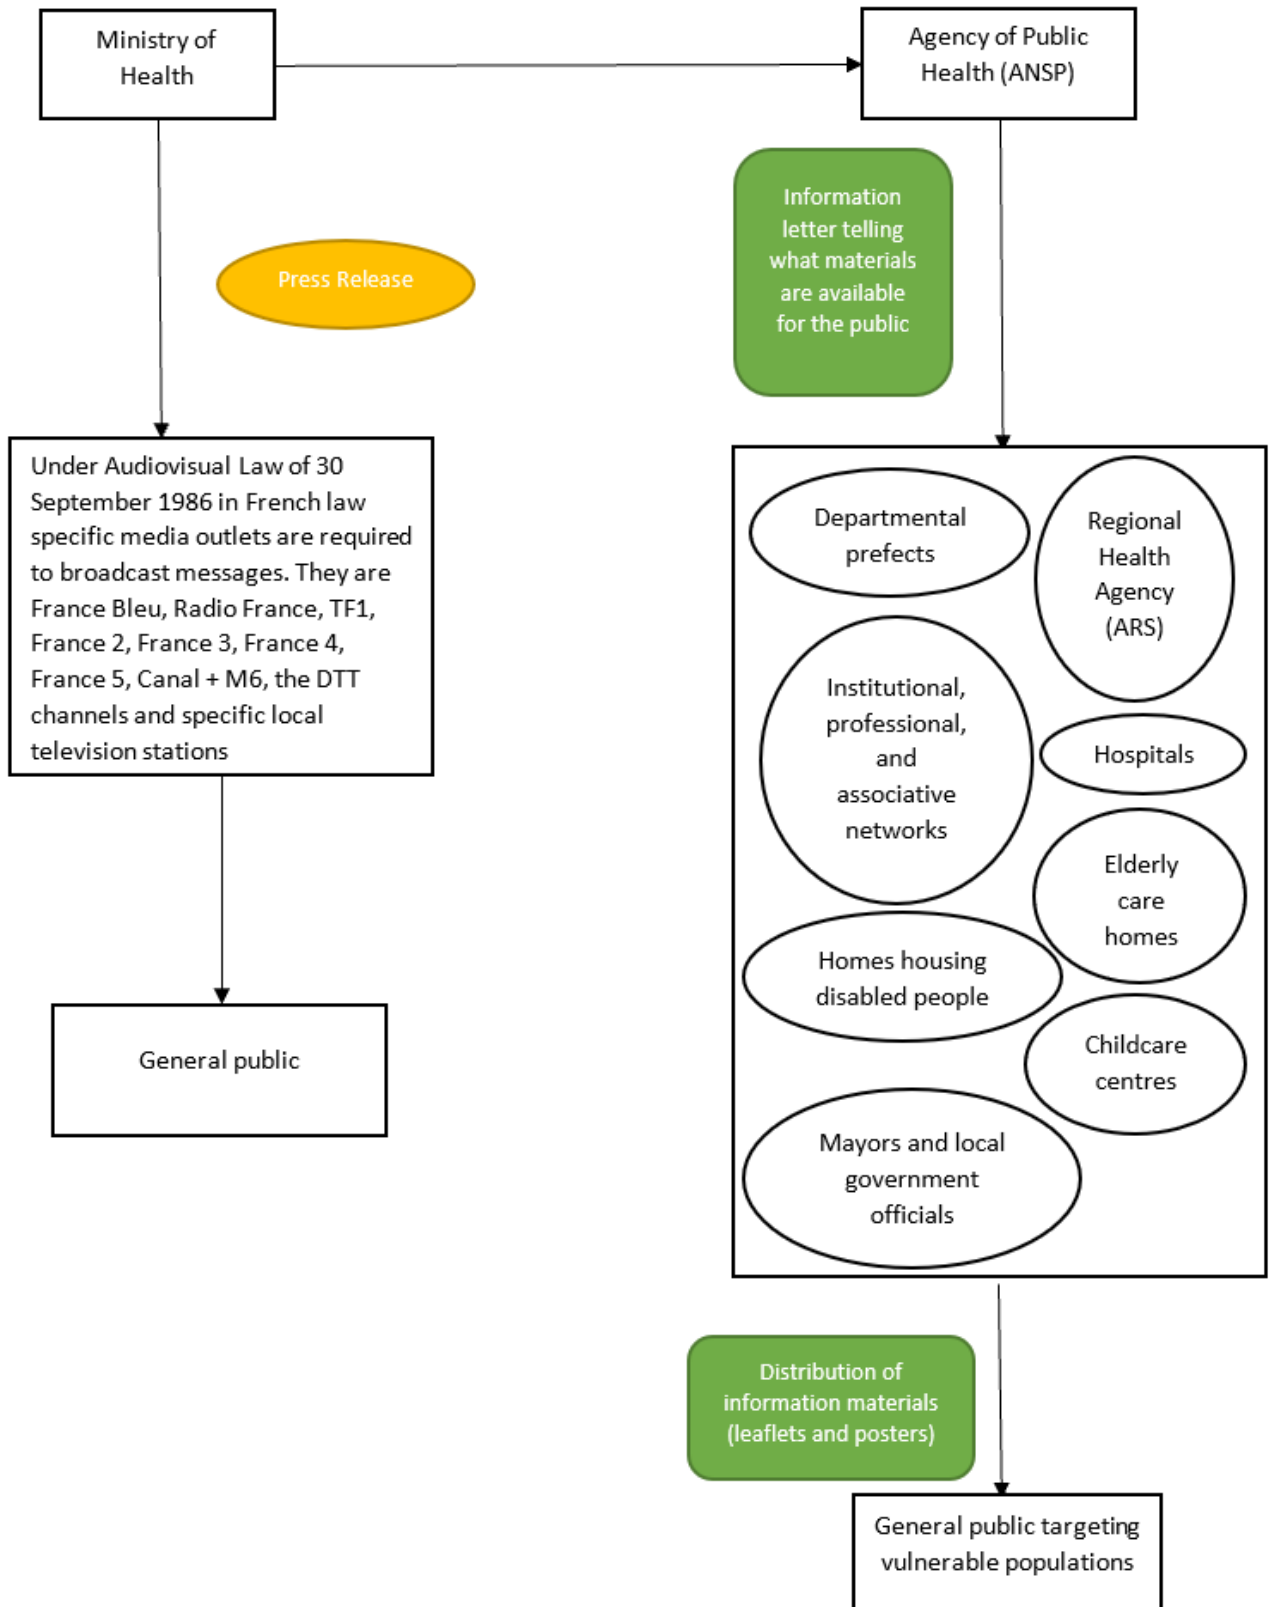 Ministry of
Health
Agency of Public
Health (ANSP)
Information
letter telling
what materials
are available
for the public
Press Release
Under Audiovisual Law of 30
September 1986 in French law
specific media outlets are required
to broadcast messages. They are
France Bleu, Radio France, TF1,
France 2, France 3, France 4,
France 5, Canal + M6, the DTT
channels and specific local
television stations
General public
Departmental
prefects
Regional
Health
Agency
(ARS)
Institutional,
professional,
and
associative
networks
Hospitals
Elderly
care
homes
Homes housing
disabled people
Childcare
centres
Mayors and local
government
officials
Distribution of
information materials
(leaflets and posters)
General public targeting
vulnerable populations